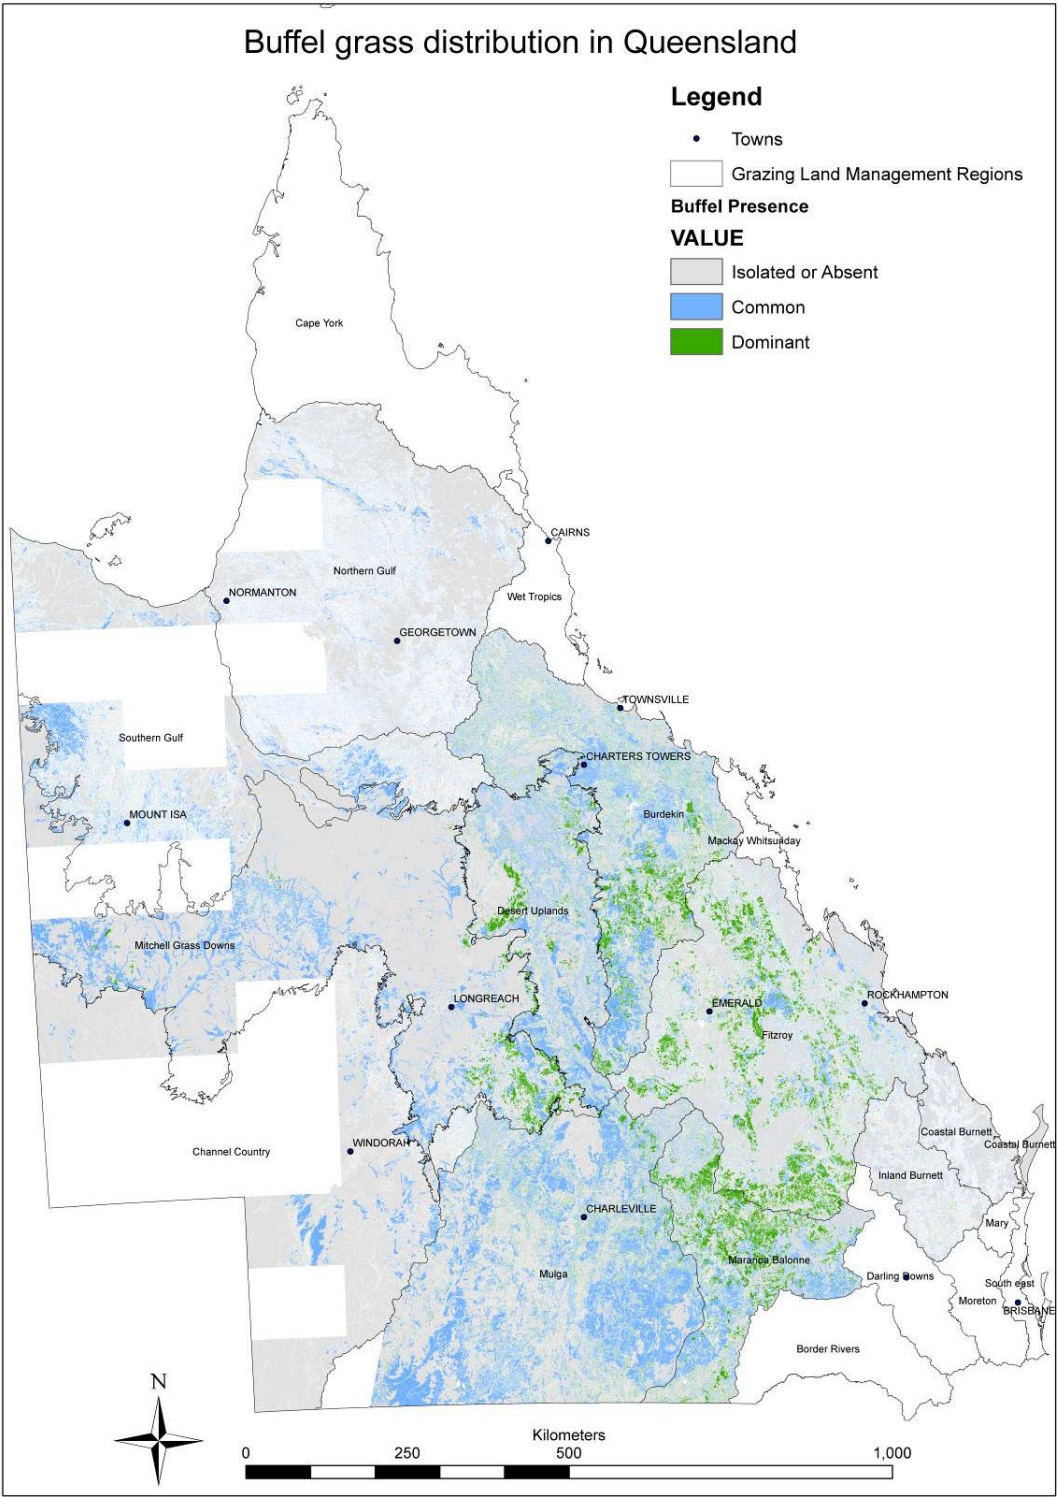 Buffel grass distribution in Queensland
Legend
Towns
Grazing Land Management Regions
Buffel Presence
VALUE
Isolated or Absent
Common
Dominant
Cape York
CAIRNS
Northern Gulf
NORMANTON
Wet Tropics
GEORGETOWN
TOWNSVILLE
Southern Gulf
CHARTERS TOWERS
MOUNT ISA
Burdekin
Mackay Whitsunday
Desert Uplands
Mitchell Grass Downs
LONGREACH
EMERALD
ROCKHAMPTON
Fitzroy
Coastal Burnett
Coastal Burnett
WINDORAH
Channel Country
Inland Burnett
CHARLEVILLE
Mary
Maranoa Balonne
Mulga
Darling Downs
South east
Moreton
BRISBANE
Border Rivers
N
Kilometers
0 250 500 1,000